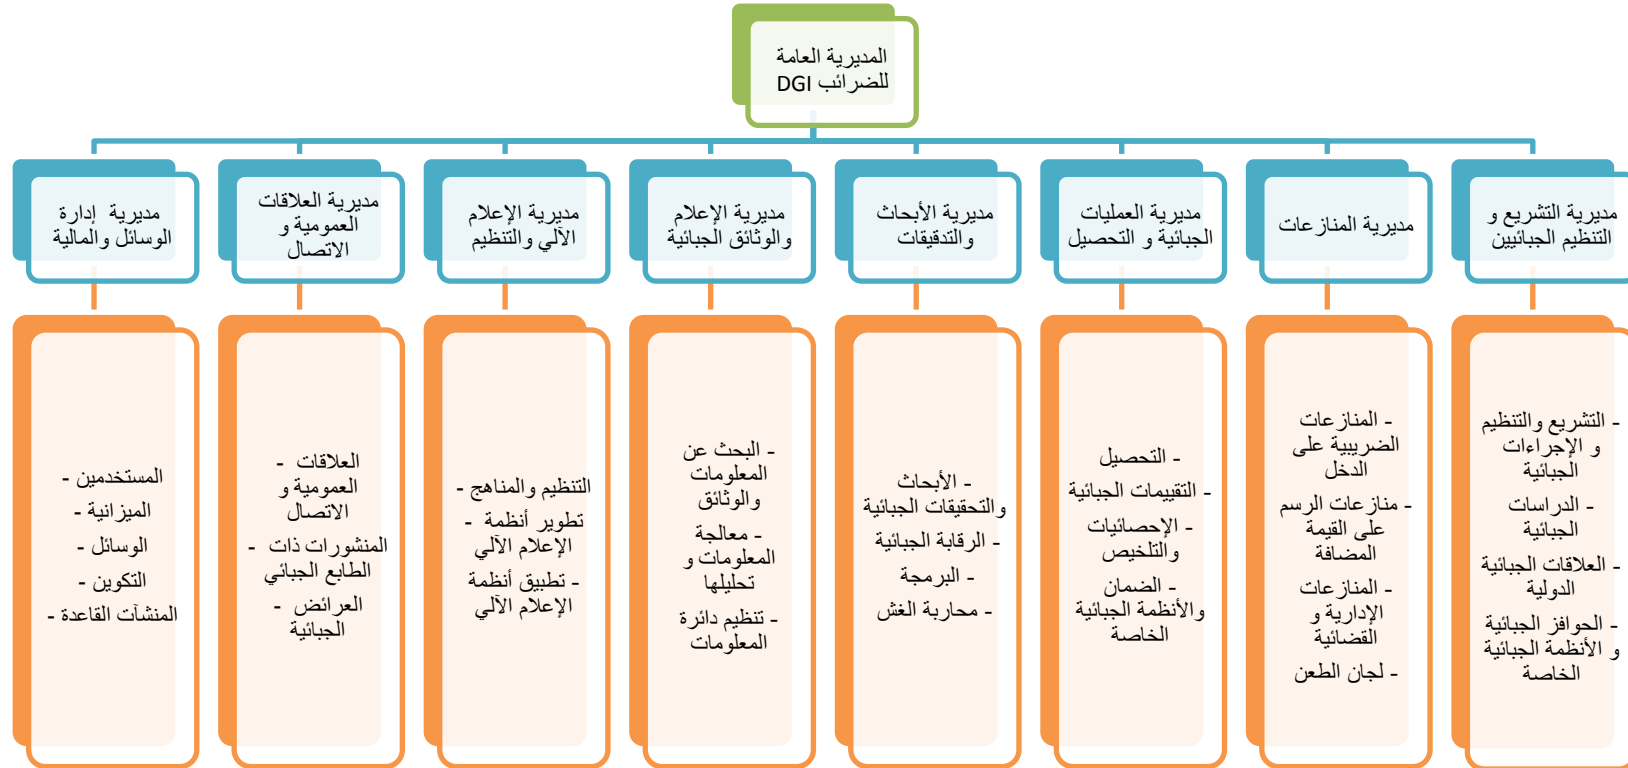 المديرية العامة
للضرائب DGI
مديرية التشريع و
التنظيم الجبائيين
مديرية المنازعات
مديرية العمليات
الجبائية و التحصيل
مديرية الأبحاث
والتدقيقات
مديرية الإعلام
والوثائق الجبائية
مديرية الإعلام
الآلي والتنظيم
مديرية العلاقات
العمومية و
الاتصال
مديرية إدارة
الوسائل والمالية
- التشريع والتنظيم
و الإجراءات
الجبائية
- الدراسات
الجبائية
- العلاقات الجبائية
الدولية
- الحوافز الجبائية
و الأنظمة الجبائية
الخاصة
- المنازعات
الضريبية على
الدخل
- منازعات الرسم
على القيمة
المضافة
- المنازعات
الإدارية و
القضائية
- لجان الطعن
- التحصيل
- التقييمات الجبائية
- الإحصائيات
والتلخيص
- الضمان
والأنظمة الجبائية
الخاصة
- الأبحاث
والتحقيقات الجبائية
- الرقابة الجبائية
- البرمجة
- محاربة الغش
- البحث عن
المعلومات
والوثائق
- معالجة
المعلومات و
تحليلها
- تنظيم دائرة
المعلومات
التنظيم والمناهج -
تطوير أنظمة -
الإعلام الآلي
- تطبيق أنظمة
الإعلام الآلي
العلاقات -
العمومية و
الاتصال
المنشورات ذات -
الطابع الجبائي
العرائض -
الجبائية
المستخدمين -
الميزانية -
الوسائل -
التكوين -
المنشآت القاعدة -